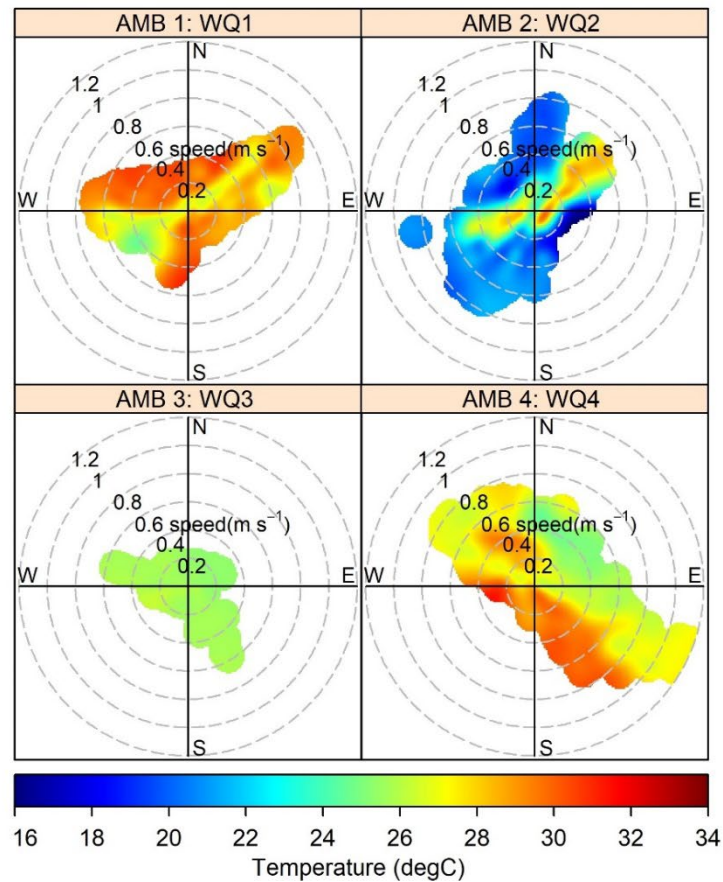 AMB 1: WQ1
N
1.2
1
0.8
0.6 speed(m s⁻¹)
0.4
0.2
W
E
S
AMB 2: WQ2
N
1.2
1
0.8
0.6 speed(m s⁻¹)
0.4
0.2
W
E
S
AMB 3: WQ3
N
1.2
1
0.8
0.6 speed(m s⁻¹)
0.4
0.2
W
E
S
AMB 4: WQ4
N
1.2
1
0.8
0.6 speed(m s⁻¹)
0.4
0.2
W
E
S
16 18 20 22 24 26 28 30 32 34
Temperature (degC)